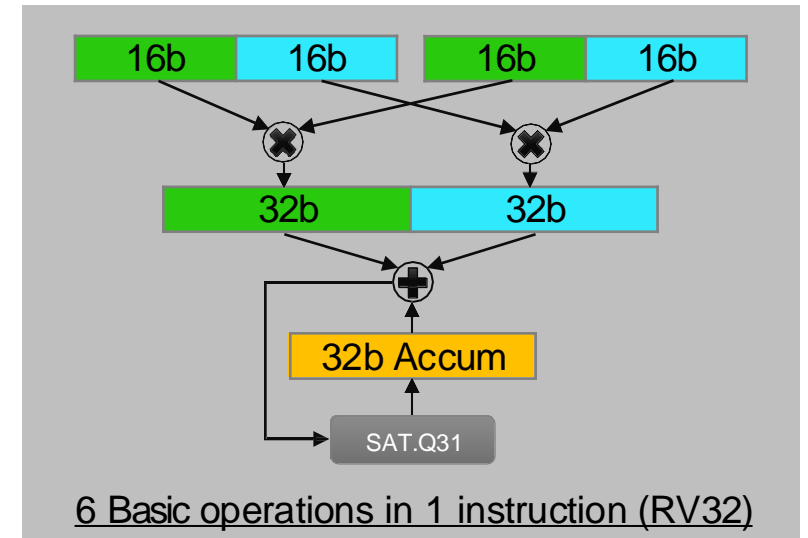 16b 16b 16b 16b
32b 32b
32b Accum
SAT.Q31
6 Basic operations in 1 instruction (RV32)